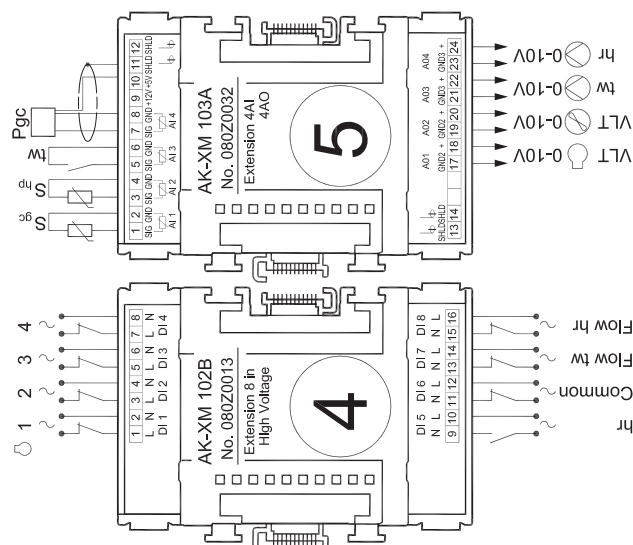 Pgc
tw
S hp
S gc
12
11
10
9
8
7
6
5
4
3
2
1
SHLD
SHLD
+5V
+12V
GND
SIG
GND
SIG
GND
SIG
GND
SIG
AI 4
AI 3
AI 2
AI 1
AK-XM 103A
No. 080Z0032
Extension 4AI
4AO
5
A01
A02
A03
A04
GND2 +
GND2 +
GND3 +
GND3 +
17 18 19 20 21 22 23 24
SHLD SHLD
13 14
hr 0-10V
tw 0-10V
VLT 0-10V
VLT 0-10V
4
3
2
1
1 2 3 4 5 6 7 8
L N N L L N N L N
DI 1 DI 2 DI 3 DI 4
AK-XM 102B
No. 080Z0013
Extension 8 in
HIgh Voltage
4
DI 5 DI 6 DI 7 DI 8
N L L N N L N L
9 10 11 12 13 14 15 16
Flow hr
Flow tw
Common
hr